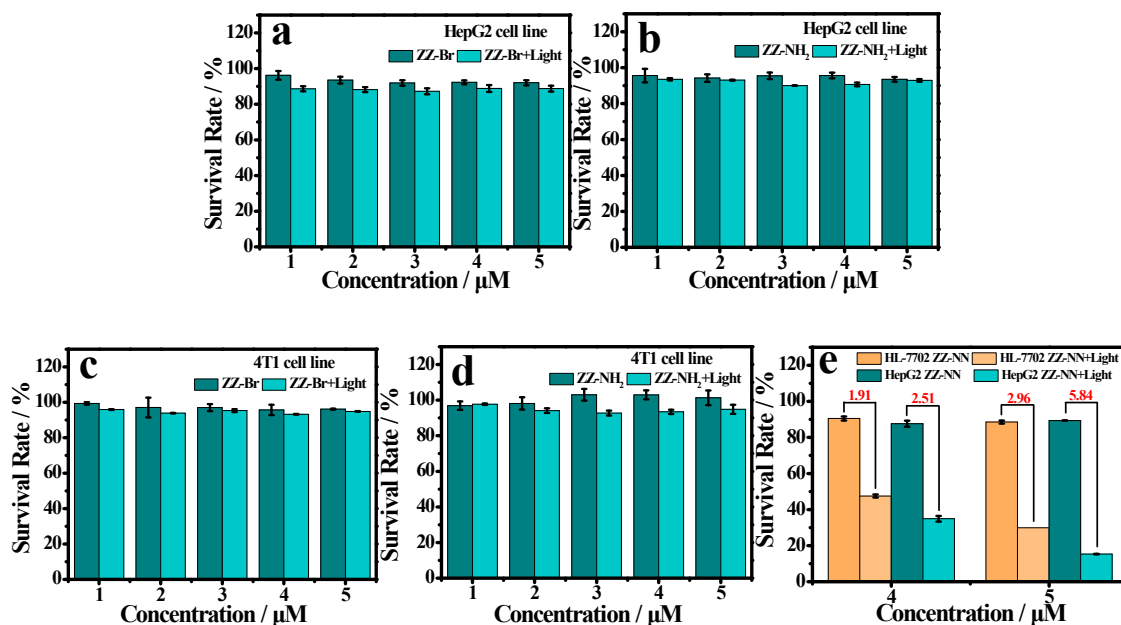 a
HepG2 cell line
ZZ-Br ZZ-Br+Light
Survival Rate / %
120
100
80
60
40
20
0
1 2 3 4 5
Concentration / μM
b
HepG2 cell line
ZZ-NH₂ ZZ-NH₂+Light
Survival Rate / %
120
100
80
60
40
20
0
1 2 3 4 5
Concentration / μM
c
4T1 cell line
ZZ-Br ZZ-Br+Light
Survival Rate / %
120
100
80
60
40
20
0
1 2 3 4 5
Concentration / μM
d
4T1 cell line
ZZ-NH₂ ZZ-NH₂+Light
Survival Rate / %
120
100
80
60
40
20
0
1 2 3 4 5
Concentration / μM
e
HL-7702 ZZ-NN HL-7702 ZZ-NN+Light
HepG2 ZZ-NN HepG2 ZZ-NN+Light
1.91 2.51 2.96 5.84
Survival Rate / %
120
100
80
60
40
20
0
4 5
Concentration / μM